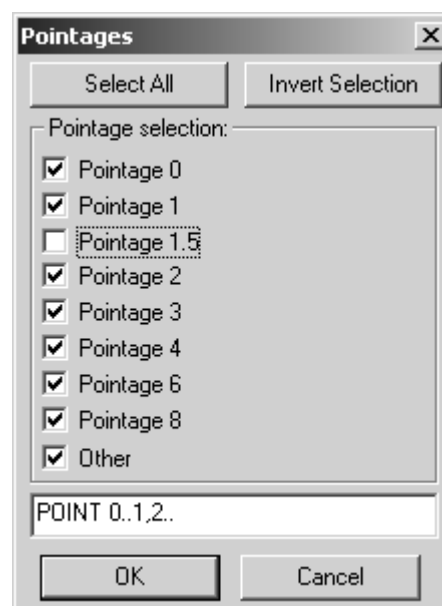 Pointages
Select All Invert Selection
Pointage selection:
Pointage 0
Pointage 1
Pointage 1.5
Pointage 2
Pointage 3
Pointage 4
Pointage 6
Pointage 8
Other
POINT 0..1,2..
OK Cancel